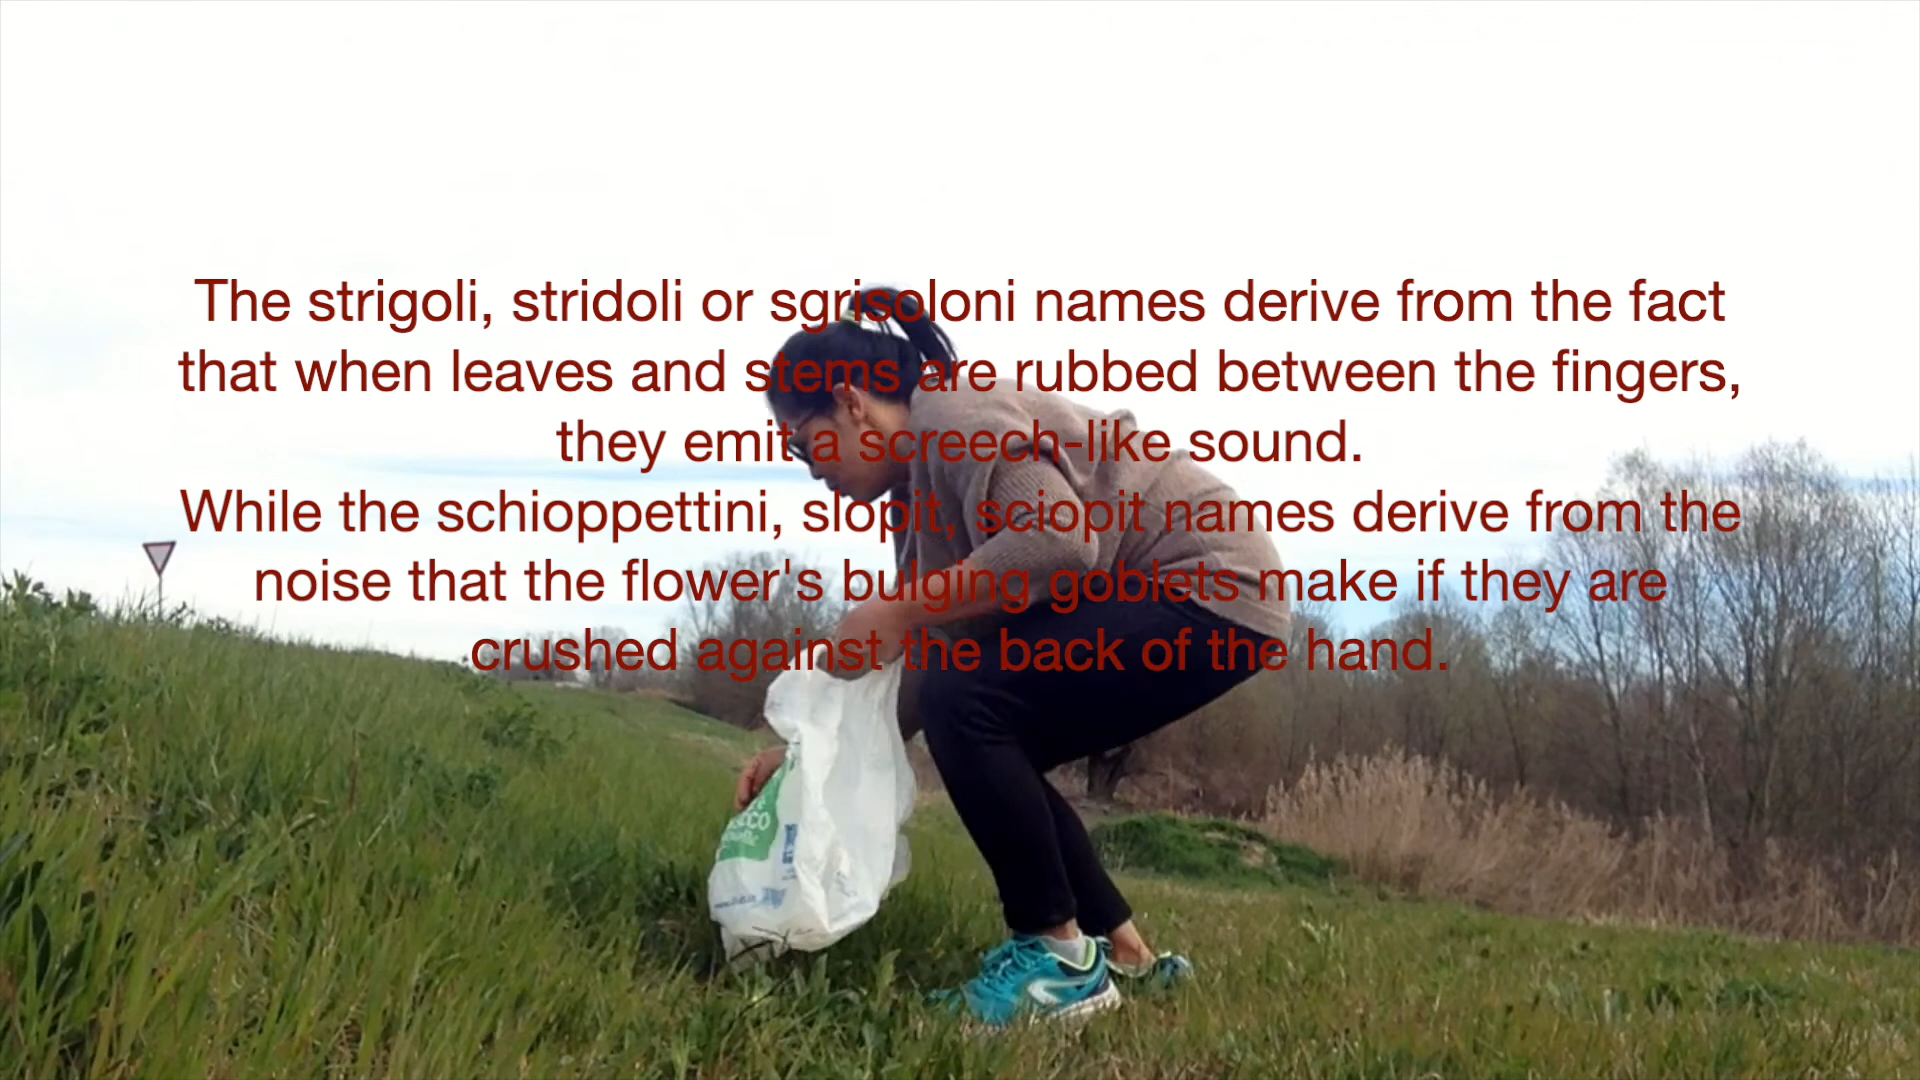 The strigoli, stridoli or sgrisoloni names derive from the fact
that when leaves and stems are rubbed between the fingers,
they emit a screech-like sound.
While the schioppettini, slopit, sciopit names derive from the
noise that the flower's bulging goblets make if they are
crushed against the back of the hand.